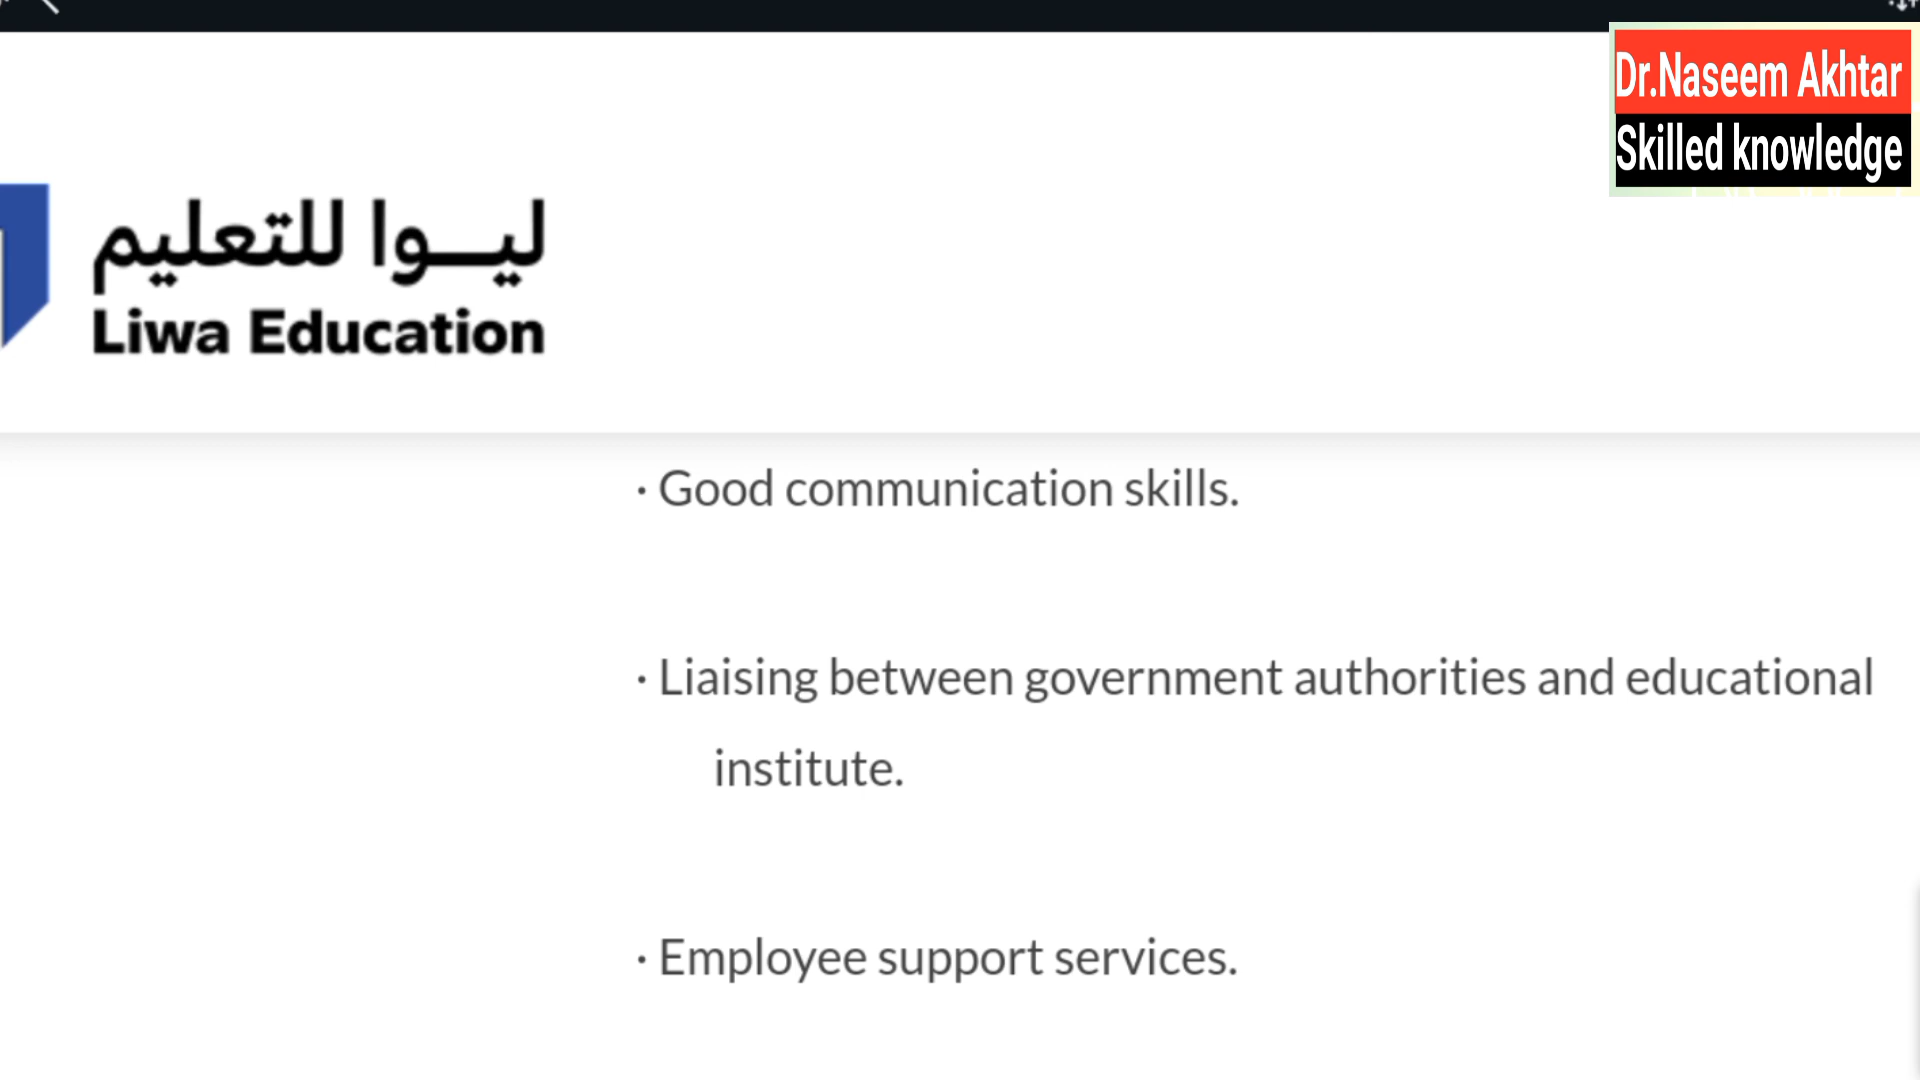 Dr.Naseem Akhtar
Skilled knowledge
ليـــوا للتعليم
Liwa Education
· Good communication skills.
· Liaising between government authorities and educational
institute.
· Employee support services.